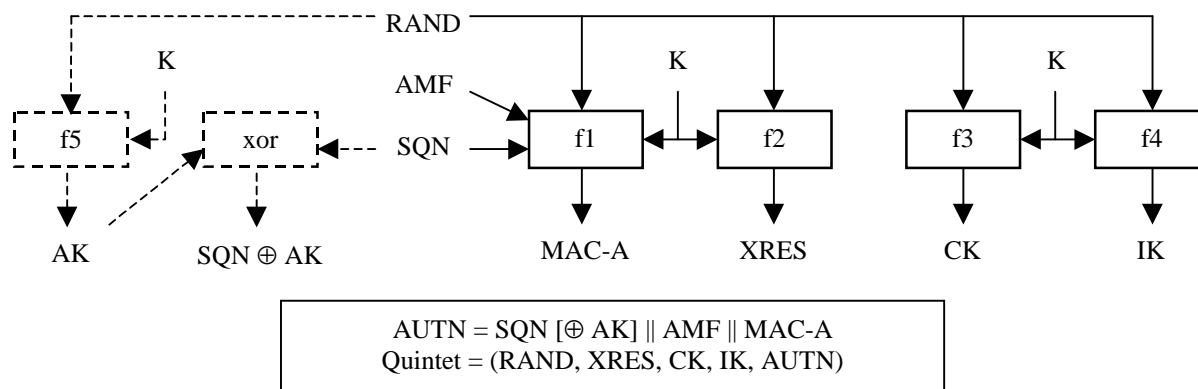 RAND
K
K
K
AMF
f5
xor
SQN
f1
f2
f3
f4
AK
SQN ⊕ AK
MAC-A
XRES
CK
IK
AUTN = SQN [⊕ AK] || AMF || MAC-A
Quintet = (RAND, XRES, CK, IK, AUTN)